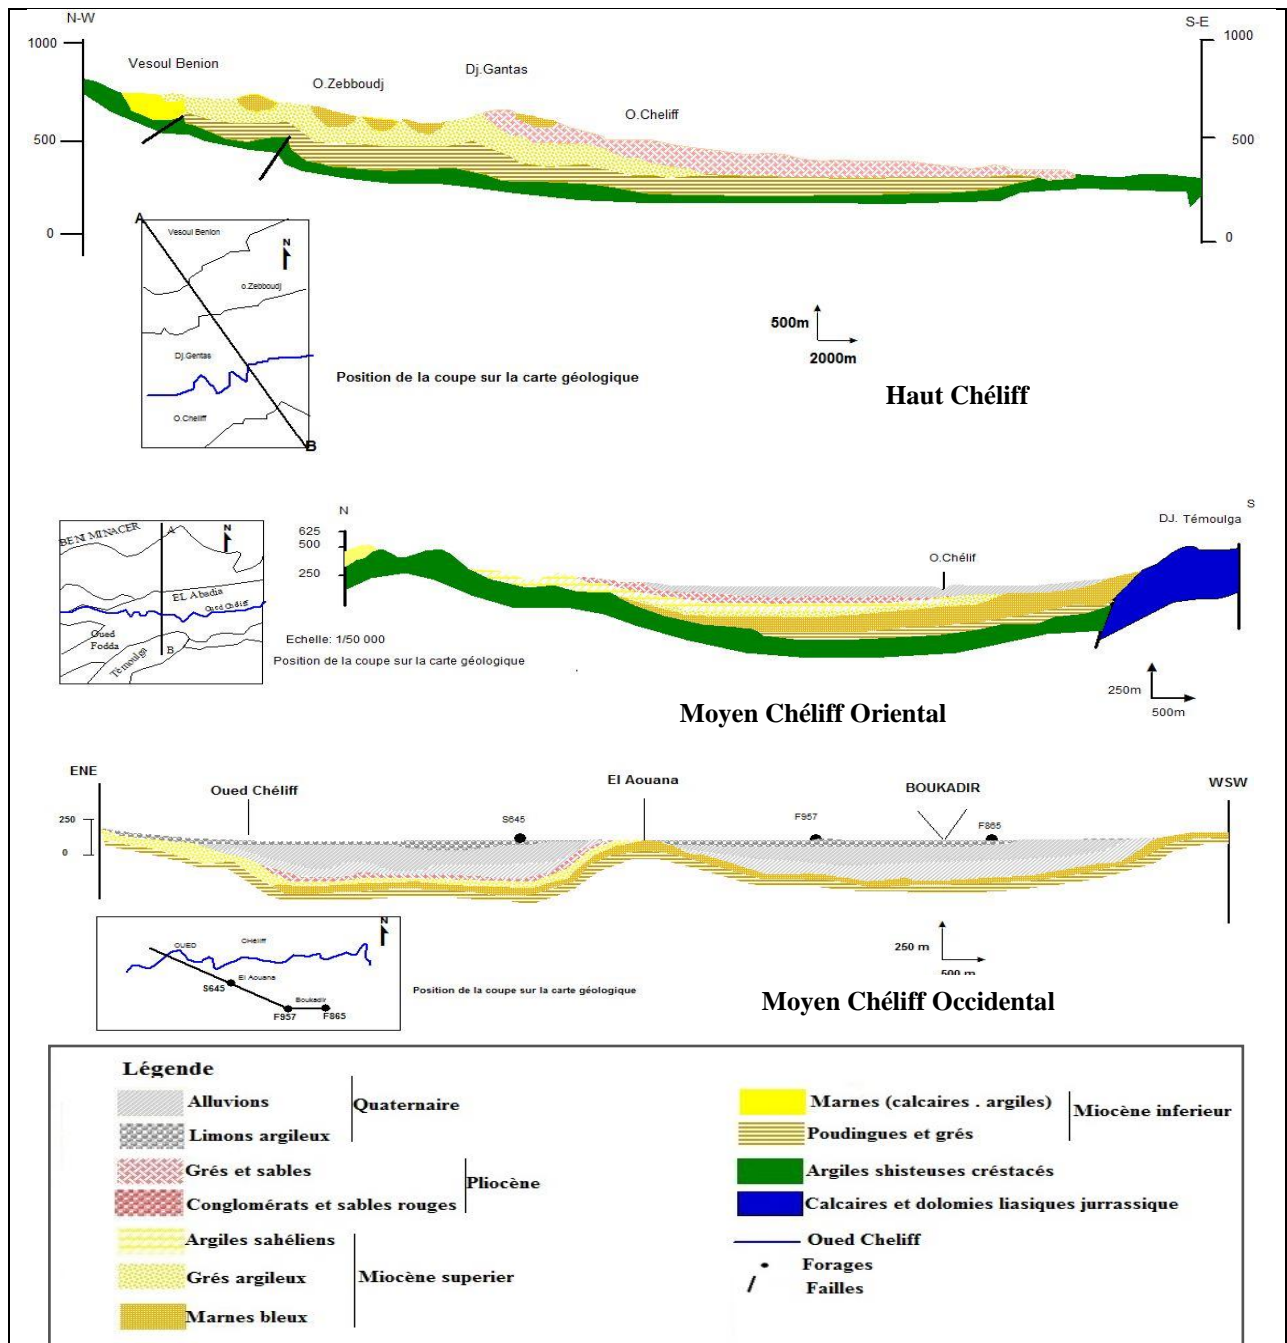 N-W
S-E
1000
1000
Vesoul Benion
O.Zebboudj
Dj.Gantas
O.Cheliff
500
500
0
0
A
Vesoul Benion
N
o.Zebboudj
Dj.Gentas
O.Cheliff
B
Position de la coupe sur la carte géologique
500m
2000m
Haut Chéliff
BENI MINACER
A
N
EL Abadia
Oued Chéliff
Oued
Fodda
Témoulga
B
N
S
625
500
250
DJ. Témoulga
O.Chélif
Echelle: 1/50 000
Position de la coupe sur la carte géologique
250m
500m
Moyen Chéliff Oriental
ENE
WSW
Oued Chéliff
El Aouana
BOUKADIR
S645
F957
F865
250
0
N
OUED
CHéliff
El Aouana
S645
Boukadir
F957
F865
Position de la coupe sur la carte géologique
250 m
500 m
Moyen Chéliff Occidental
Légende
Alluvions
Limons argileux
Quaternaire
Grés et sables
Conglomérats et sables rouges
Pliocène
Argiles sahéliens
Grés argileux
Marnes bleux
Miocène superier
Marnes (calcaires . argiles)
Poudingues et grés
Miocène inferieur
Argiles shisteuses créstacés
Calcaires et dolomies liasiques jurrassique
Oued Cheliff
Forages
Failles